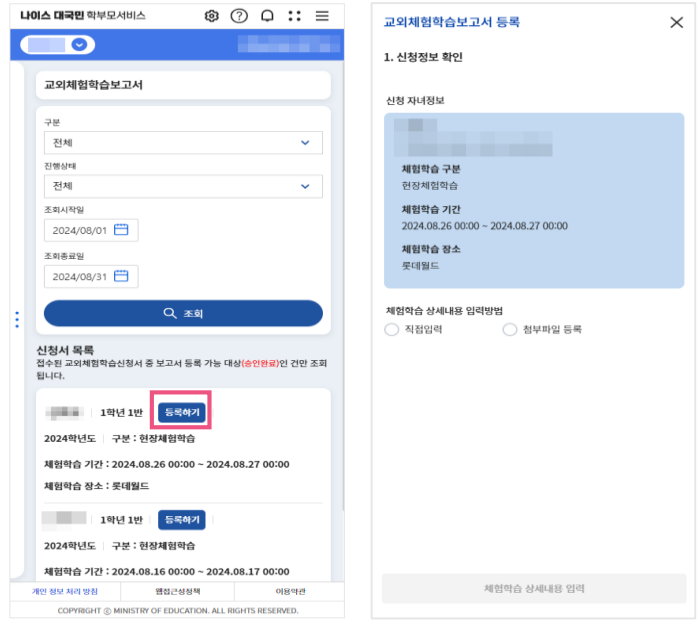 나이스 대국민 학부모서비스
교외체험학습보고서
구분
전체
진행상태
전체
조회시작일
2024/08/01
조회종료일
2024/08/31
조회
신청서 목록
접수된 교외체험학습신청서 중 보고서 등록 가능 대상(승인완료)인 건만 조회
됩니다.
1학년 1반 등록하기
2024학년도 구분 : 현장체험학습
체험학습 기간 : 2024.08.26 00:00 ~ 2024.08.27 00:00
체험학습 장소 : 롯데월드
1학년 1반 등록하기
2024학년도 구분 : 현장체험학습
체험학습 기간 : 2024.08.16 00:00 ~ 2024.08.17 00:00
개인 정보 처리 방침 웹접근성정책 이용약관
COPYRIGHT ⓒ MINISTRY OF EDUCATION. ALL RIGHTS RESERVED.
교외체험학습보고서 등록
1. 신청정보 확인
신청 자녀정보
체험학습 구분
현장체험학습
체험학습 기간
2024.08.26 00:00 ~ 2024.08.27 00:00
체험학습 장소
롯데월드
체험학습 상세내용 입력방법
직접입력 첨부파일 등록
체험학습 상세내용 입력